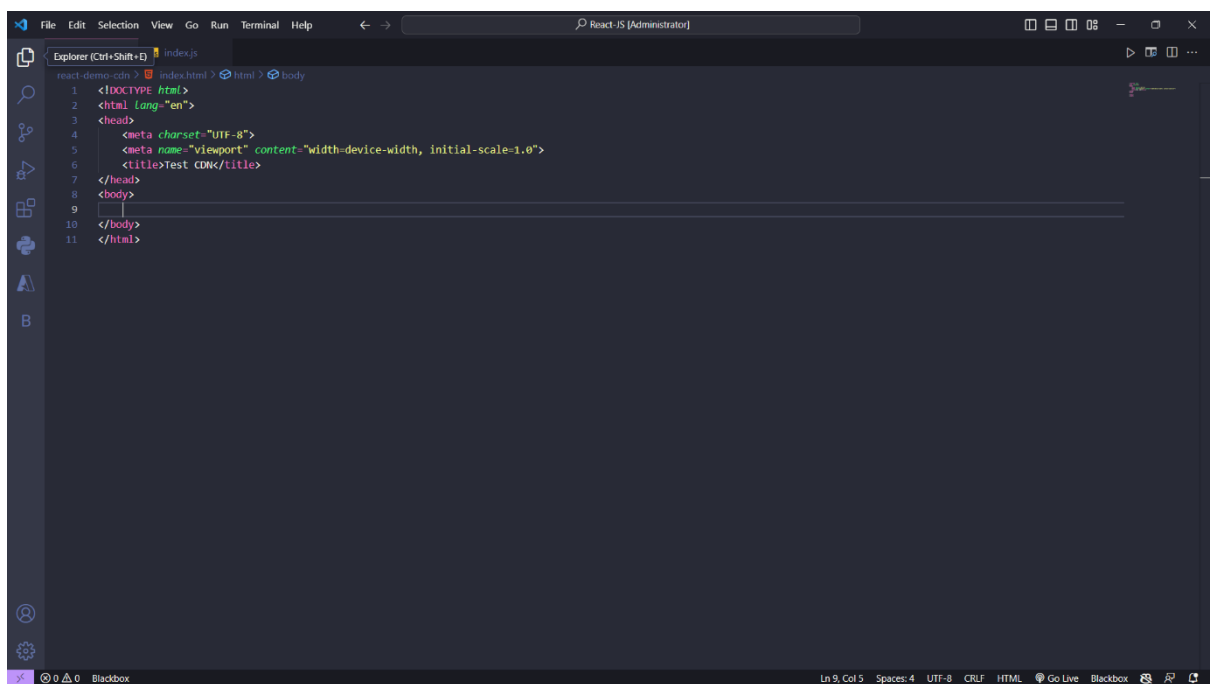 File Edit Selection View Go Run Terminal Help React-JS [Administrator]
Explorer (Ctrl+Shift+E) index.js
react-demo-cdn > index.html > html > body
1 <!DOCTYPE html>
2 <html lang="en">
3 <head>
4 <meta charset="UTF-8">
5 <meta name="viewport" content="width=device-width, initial-scale=1.0">
6 <title>Test CDN</title>
7 </head>
8 <body>
9
10 </body>
11 </html>
B
0 0 Blackbox Ln 9, Col 5 Spaces: 4 UTF-8 CRLF HTML Go Live Blackbox